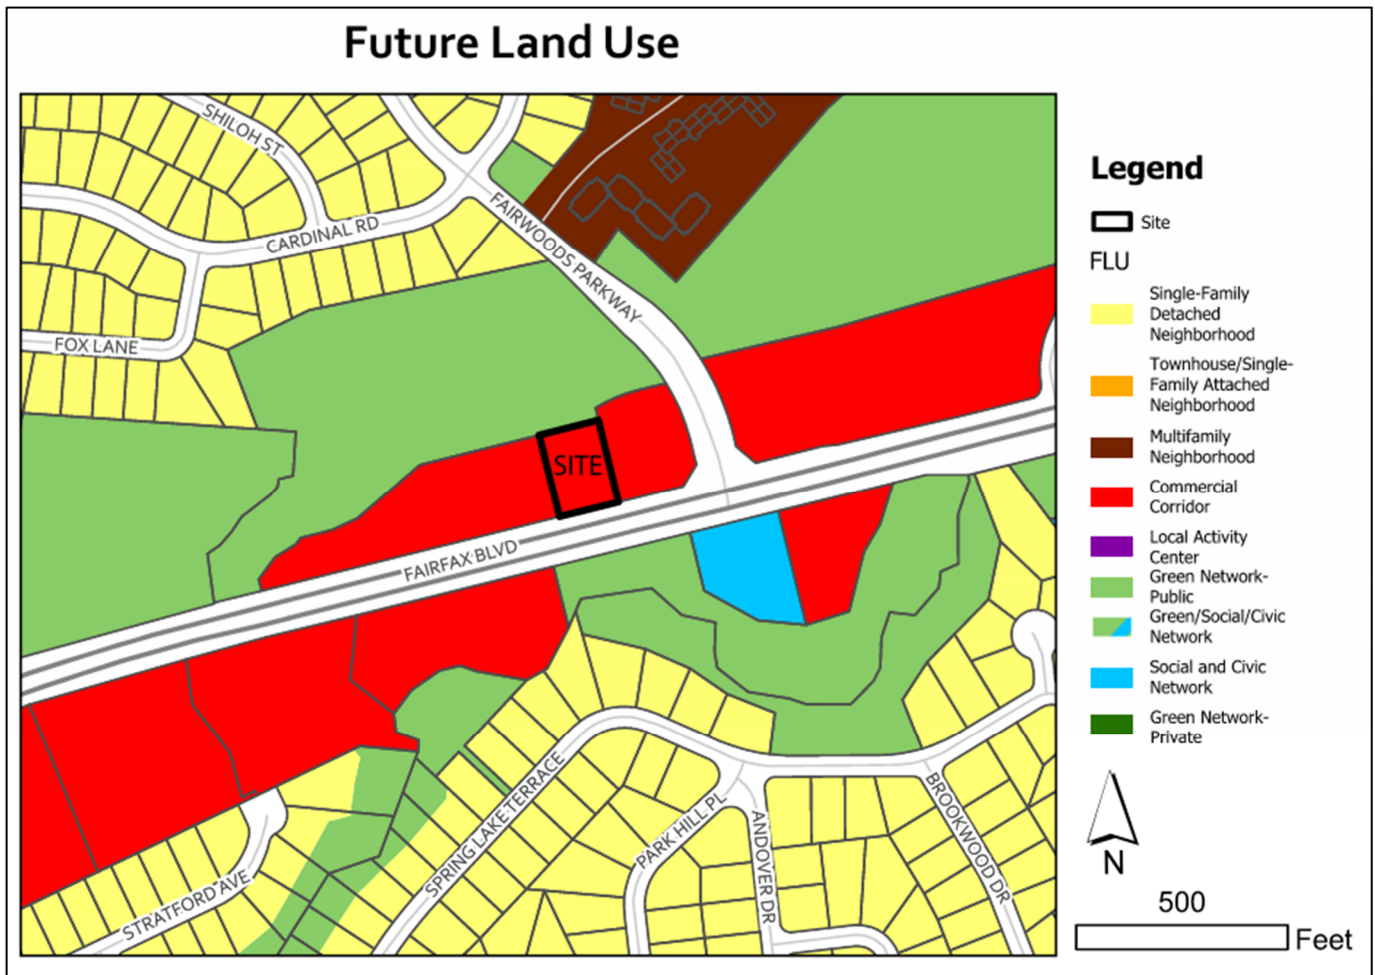 Future Land Use
SHILOH ST
CARDINAL RD
FAIRWOODS PARKWAY
FOX LANE
SITE
FAIRFAX BLVD
SPRING LAKE TERRACE
PARK HILL PL
ANDOVER DR
BROOKWOOD DR
STRATFORD AVE
Legend
Site
FLU
Single-Family
Detached
Neighborhood
Townhouse/Single-
Family Attached
Neighborhood
Multifamily
Neighborhood
Commercial
Corridor
Local Activity
Center
Green Network-
Public
Green/Social/Civic
Network
Social and Civic
Network
Green Network-
Private
N
500
Feet